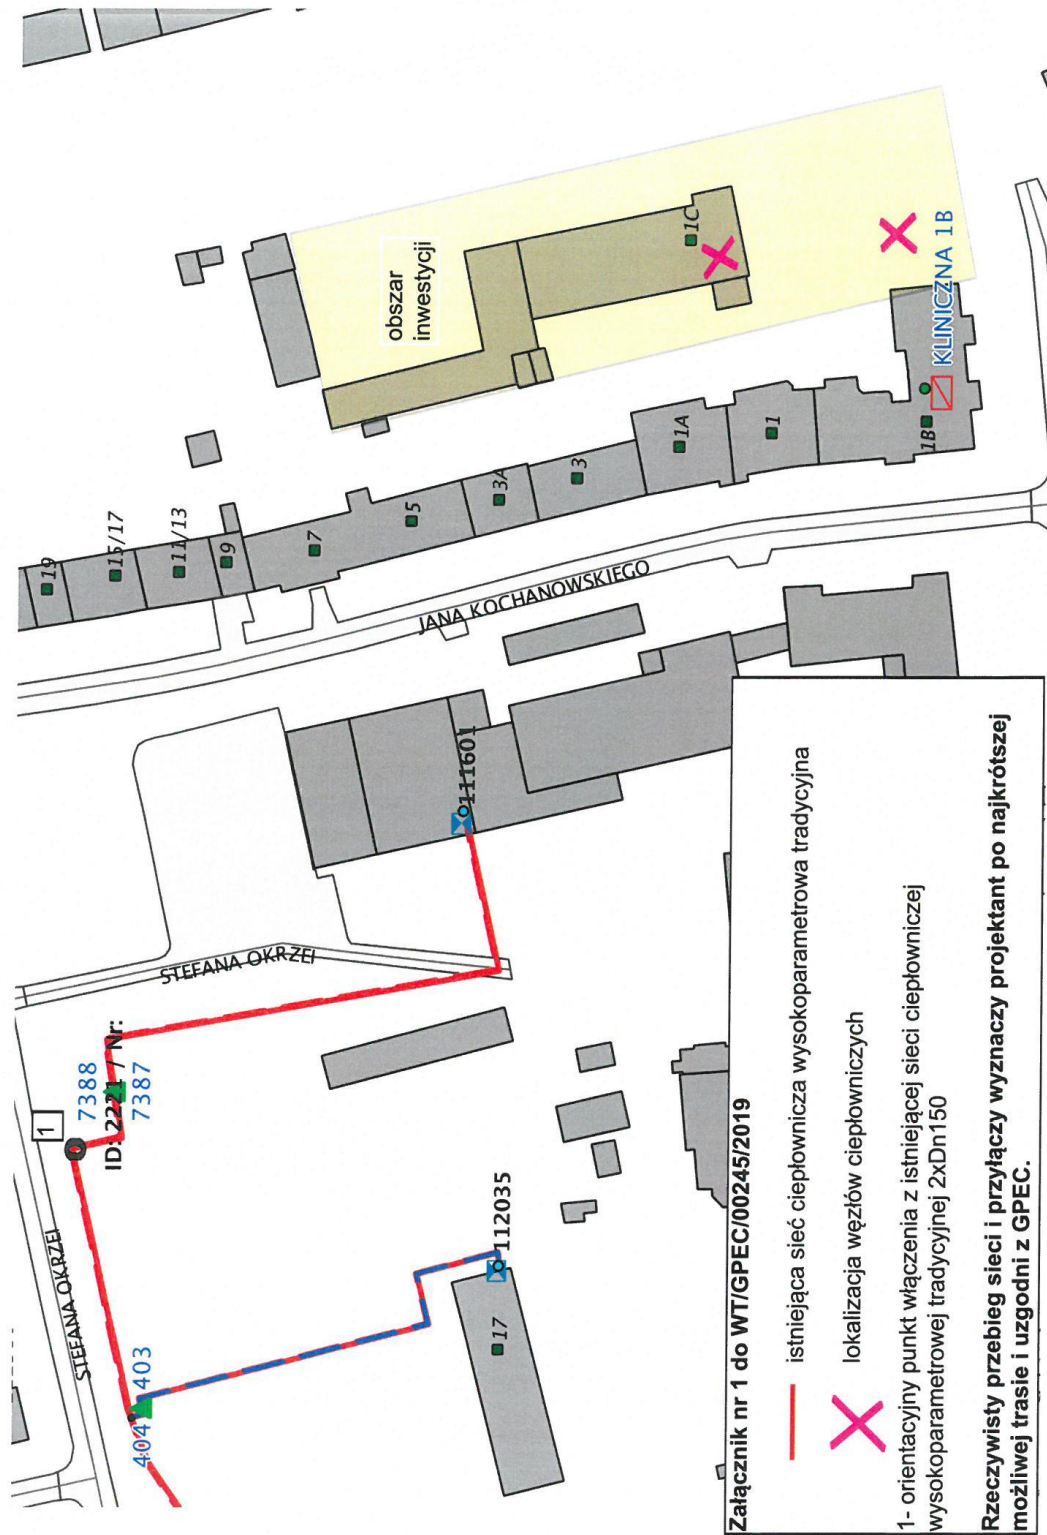 19
15/17
11/13
9
7
5
3A
3
1A
1
1B
KLINICZNA 1B
1C
obszar
inwestycji
JANA KOCHANOWSKIEGO
111601
STEFANA OKRZEI
1
7388
ID: 2221 / Nr:
7387
STEFANA OKRZEI
404
403
112035
17
Załącznik nr 1 do WT/GPEC/00245/2019
istniejąca sieć ciepłownicza wysokoparametrowa tradycyjna
lokalizacja węzłów ciepłowniczych
1- orientacyjny punkt włączenia z istniejącej sieci ciepłowniczej
wysokoparametrowej tradycyjnej 2xDn150
Rzeczywisty przebieg sieci i przyłączy wyznaczy projektant po najkrótszej
możliwej trasie i uzgodni z GPEC.